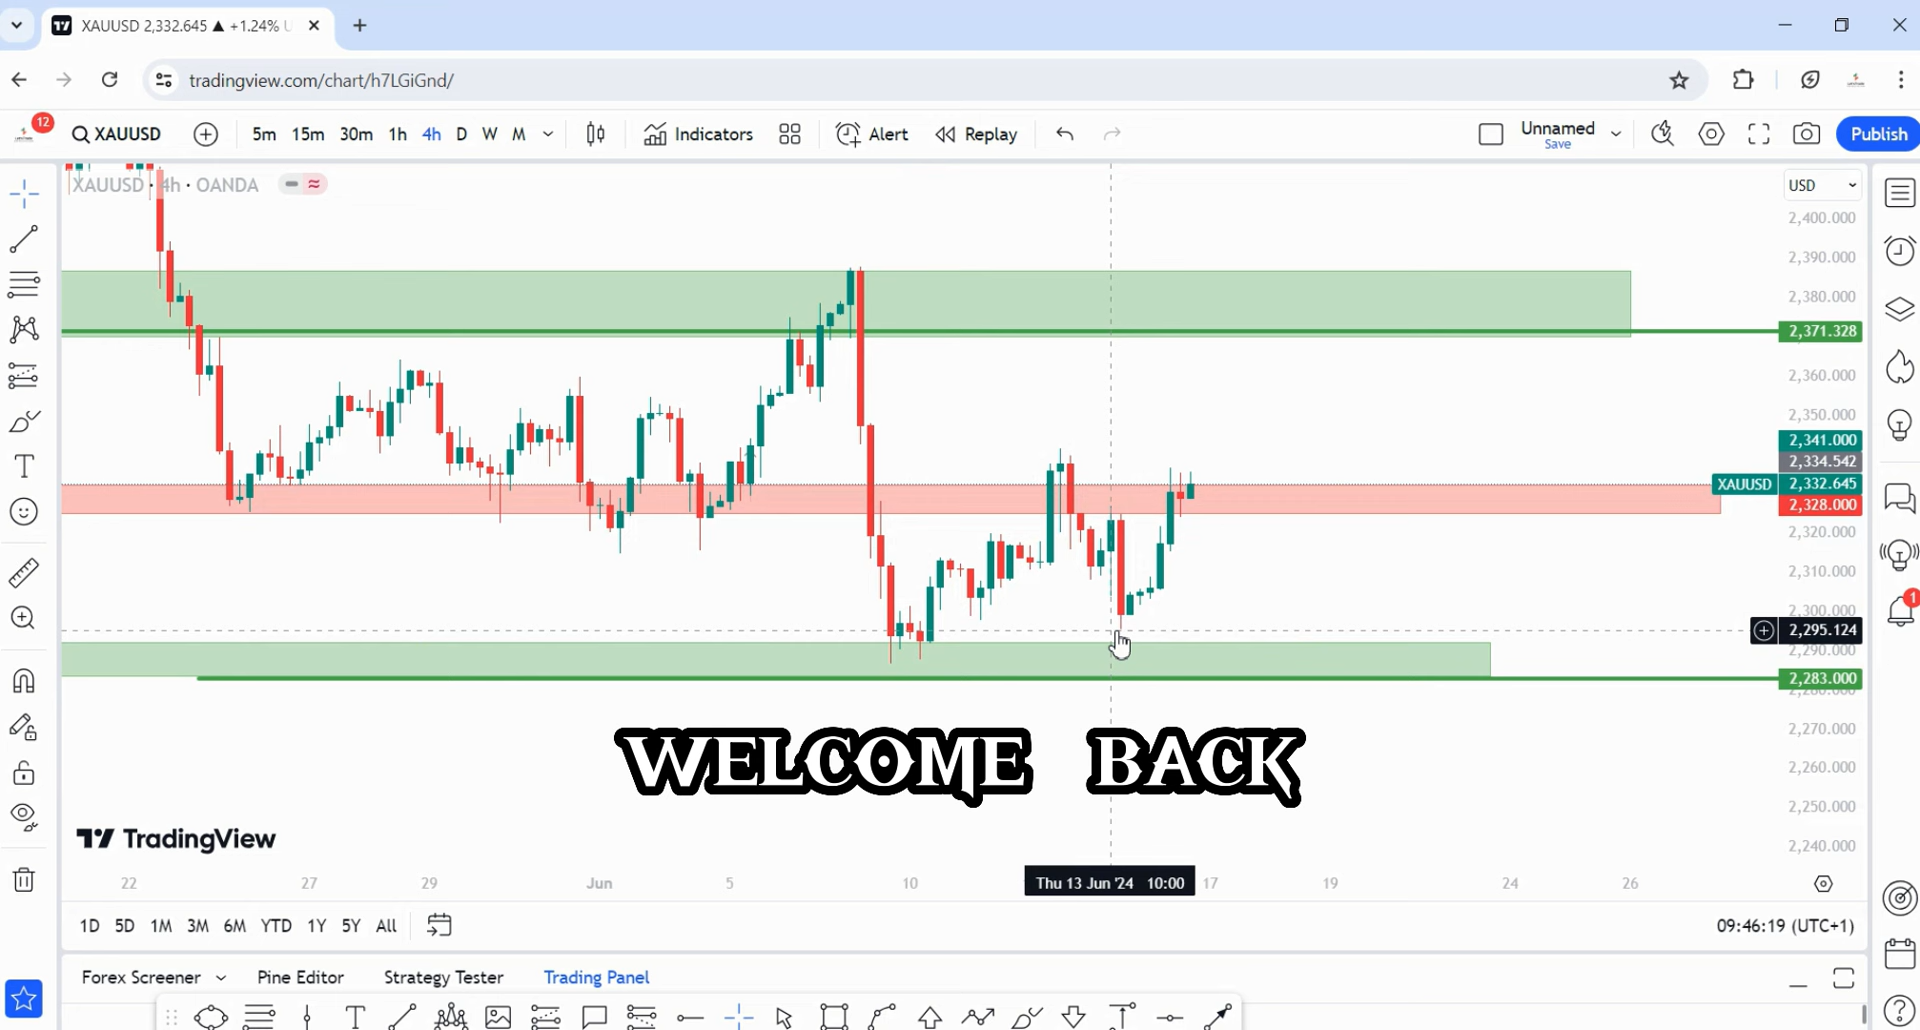 XAUUSD 2,332.645 ▲ +1.24% U
tradingview.com/chart/h7LGiGnd/
12
XAUUSD
5m 15m 30m 1h 4h D W M
Indicators
Alert
Replay
Unnamed
Save
Publish
XAUUSD · 4h · OANDA
USD
2,400.000
2,390.000
2,380.000
2,371.328
2,360.000
2,350.000
2,341.000
2,334.542
XAUUSD 2,332.645
2,328.000
2,320.000
2,310.000
2,300.000
1
2,295.124
2,290.000
2,283.000
2,280.000
2,270.000
WELCOME BACK
2,260.000
2,250.000
TradingView
2,240.000
22 27 29 Jun 5 10 Thu 13 Jun '24 10:00 17 19 24 26
1D 5D 1M 3M 6M YTD 1Y 5Y All
09:46:19 (UTC+1)
Forex Screener Pine Editor Strategy Tester Trading Panel